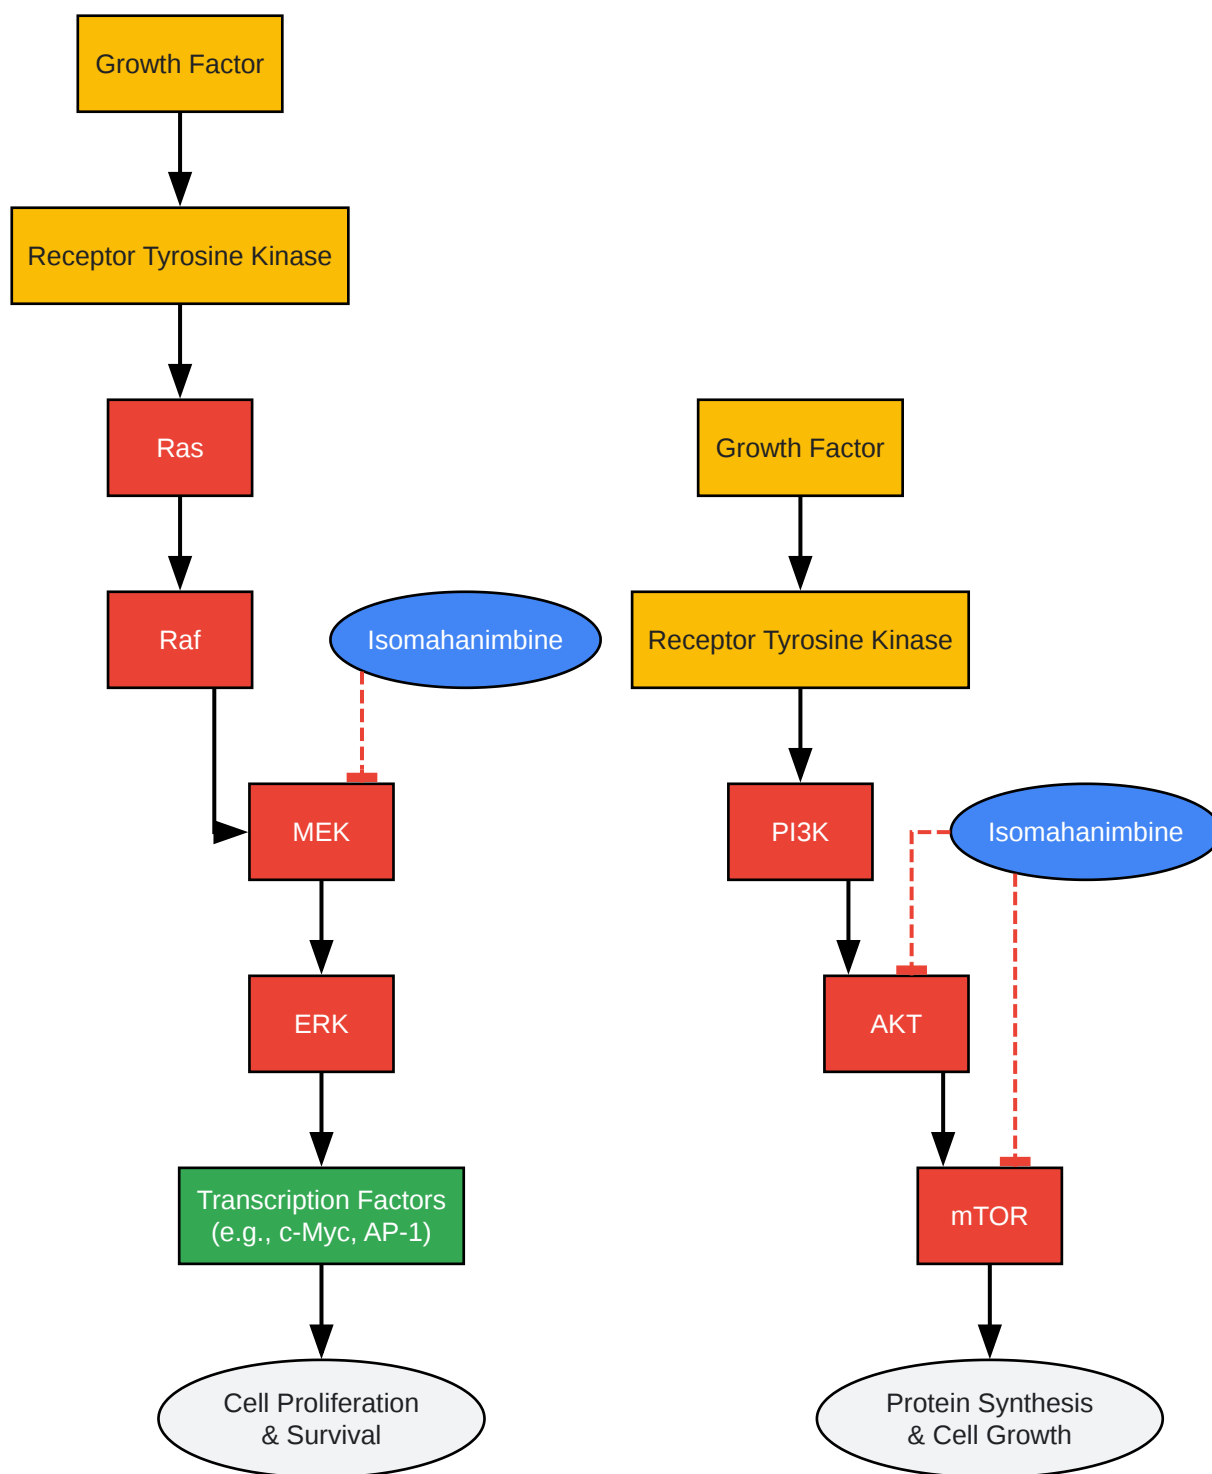 Growth Factor
Receptor Tyrosine Kinase
Ras
Raf
Isomahanimbine
MEK
ERK
Transcription Factors
(e.g., c-Myc, AP-1)
Cell Proliferation
& Survival
Growth Factor
Receptor Tyrosine Kinase
PI3K
Isomahanimbine
AKT
mTOR
Protein Synthesis
& Cell Growth